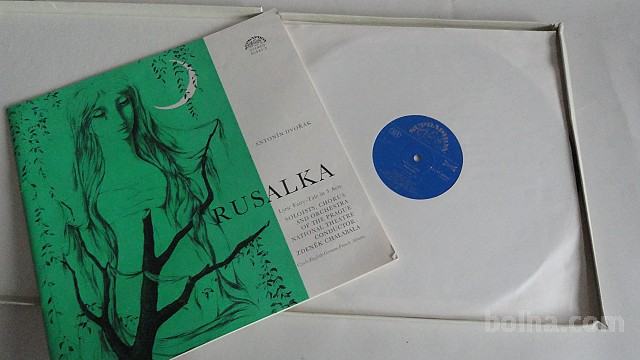 SUPRAPHON
ANTONÍN DVOŘÁK
RUSALKA
Lyric Fairy-Tale in 3 Acts
SOLOISTS, CHORUS
AND ORCHESTRA
OF THE PRAGUE
NATIONAL THEATRE
CONDUCTOR
ZDENĚK CHALABALA
SUPRAPHON
bolha.com